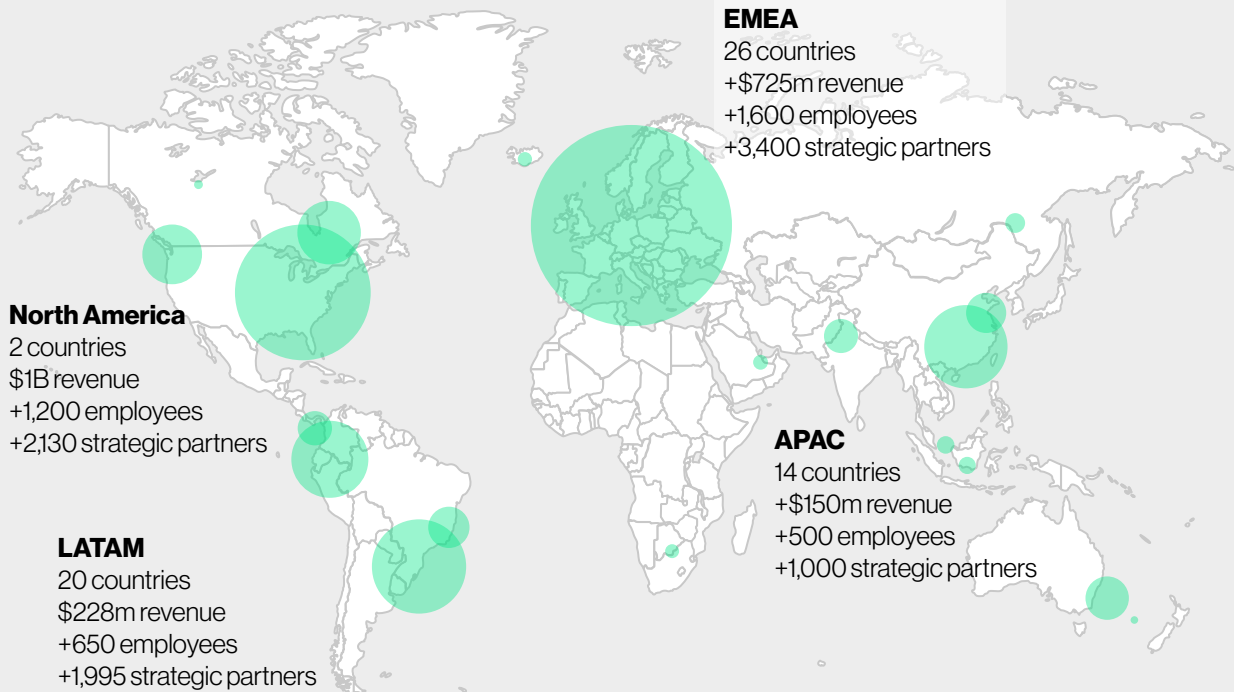 EMEA
26 countries
+$725m revenue
+1,600 employees
+3,400 strategic partners
North America
2 countries
$1B revenue
+1,200 employees
+2,130 strategic partners
APAC
14 countries
+$150m revenue
+500 employees
+1,000 strategic partners
LATAM
20 countries
$228m revenue
+650 employees
+1,995 strategic partners